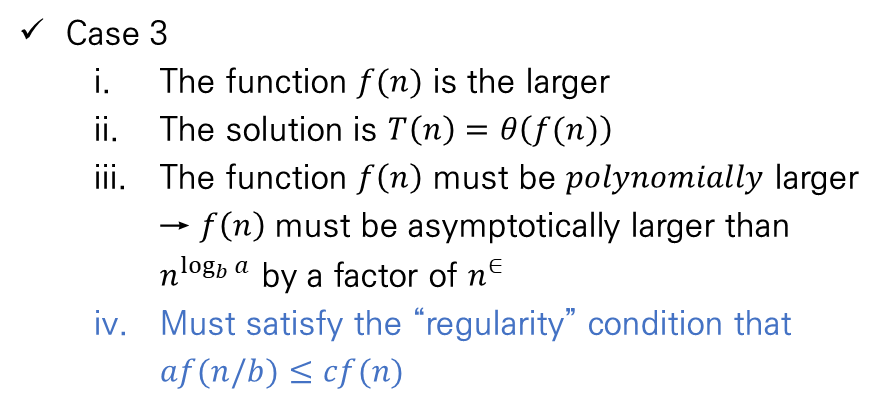 ✓ Case 3
i. The function f(n) is the larger
ii. The solution is T(n) = θ(f(n))
iii. The function f(n) must be polynomially larger
→ f(n) must be asymptotically larger than
n^{log_b a} by a factor of n^∈
iv. Must satisfy the “regularity” condition that
af(n/b) ≤ cf(n)